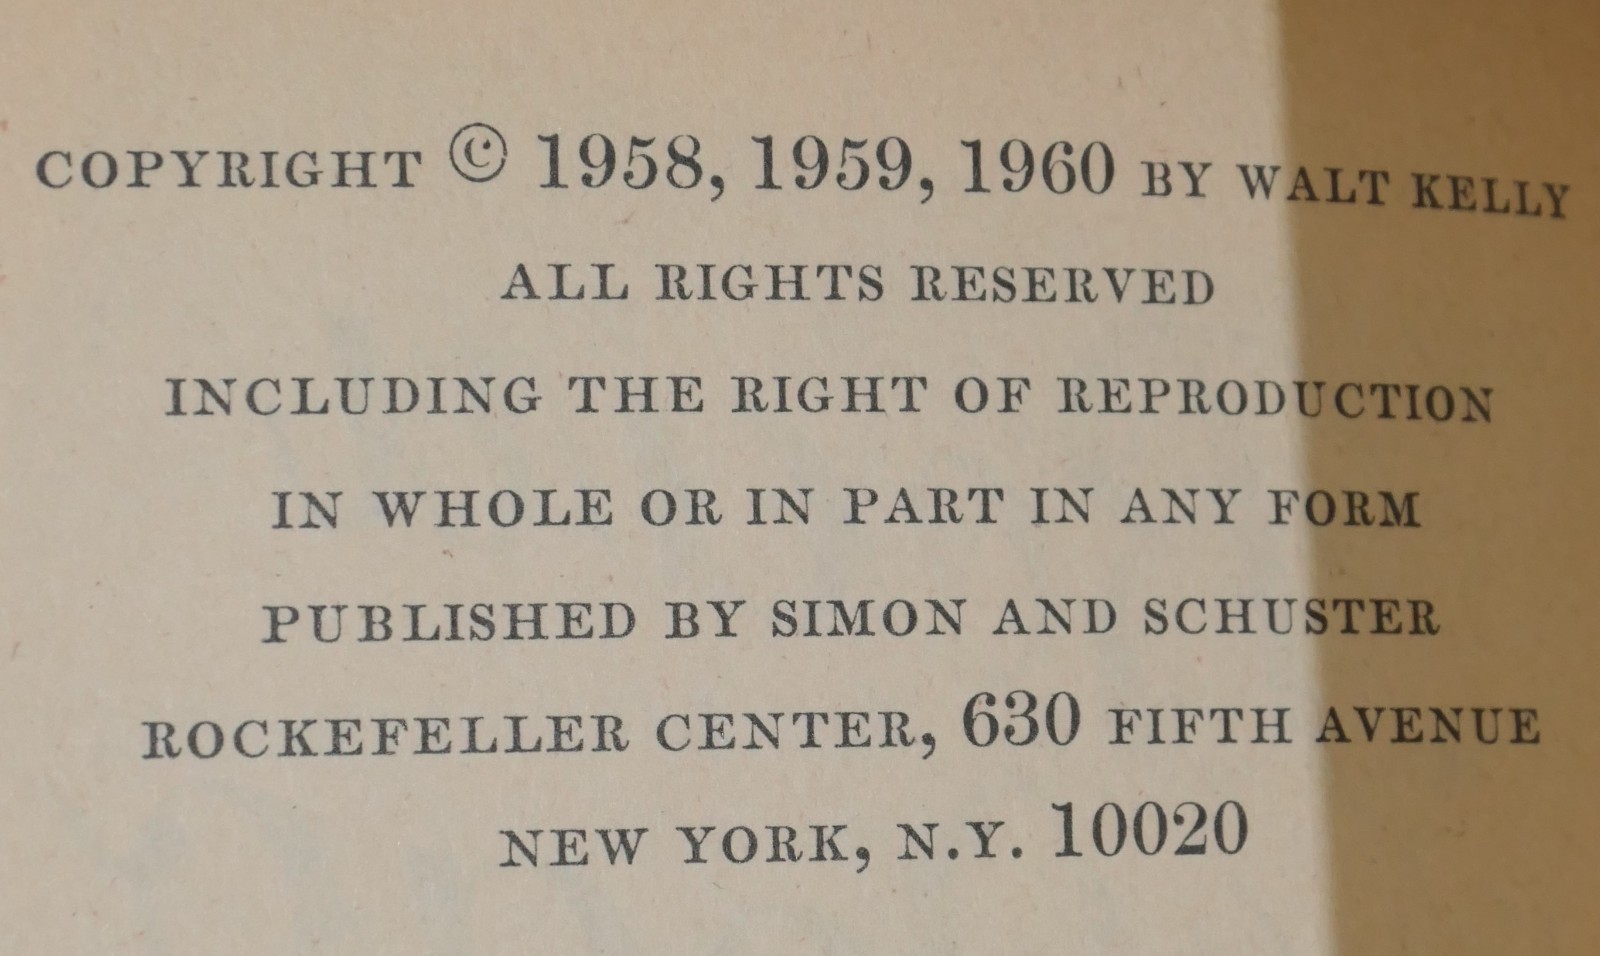 COPYRIGHT © 1958, 1959, 1960 BY WALT KELLY
ALL RIGHTS RESERVED
INCLUDING THE RIGHT OF REPRODUCTION
IN WHOLE OR IN PART IN ANY FORM
PUBLISHED BY SIMON AND SCHUSTER
ROCKEFELLER CENTER, 630 FIFTH AVENUE
NEW YORK, N.Y. 10020